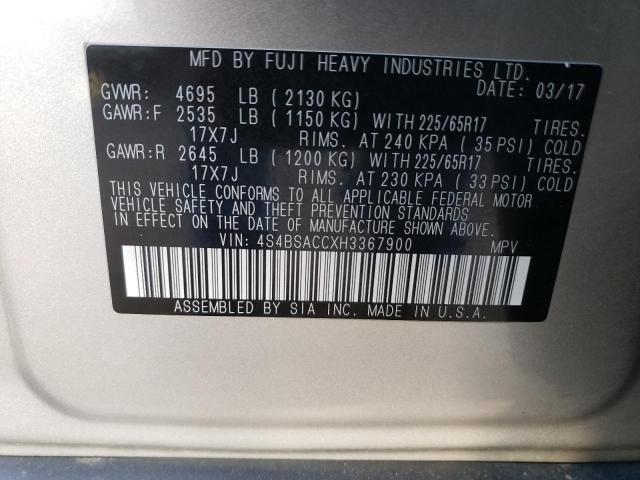 MFD BY FUJI HEAVY INDUSTRIES LTD.
DATE: 03/17
GVWR: 4695 LB ( 2130 KG)
GAWR:F 2535 LB ( 1150 KG) WITH 225/65R17 TIRES.
17X7J RIMS. AT 240 KPA ( 35 PSI) COLD
GAWR:R 2645 LB ( 1200 KG) WITH 225/65R17 TIRES.
17X7J RIMS. AT 230 KPA ( 33 PSI) COLD
THIS VEHICLE CONFORMS TO ALL APPLICABLE FEDERAL MOTOR
VEHICLE SAFETY AND THEFT PREVENTION STANDARDS
IN EFFECT ON THE DATE OF MANUFACTURE SHOWN ABOVE.
VIN: 4S4BSACCXH3367900 MPV
ASSEMBLED BY SIA INC. MADE IN U.S.A.